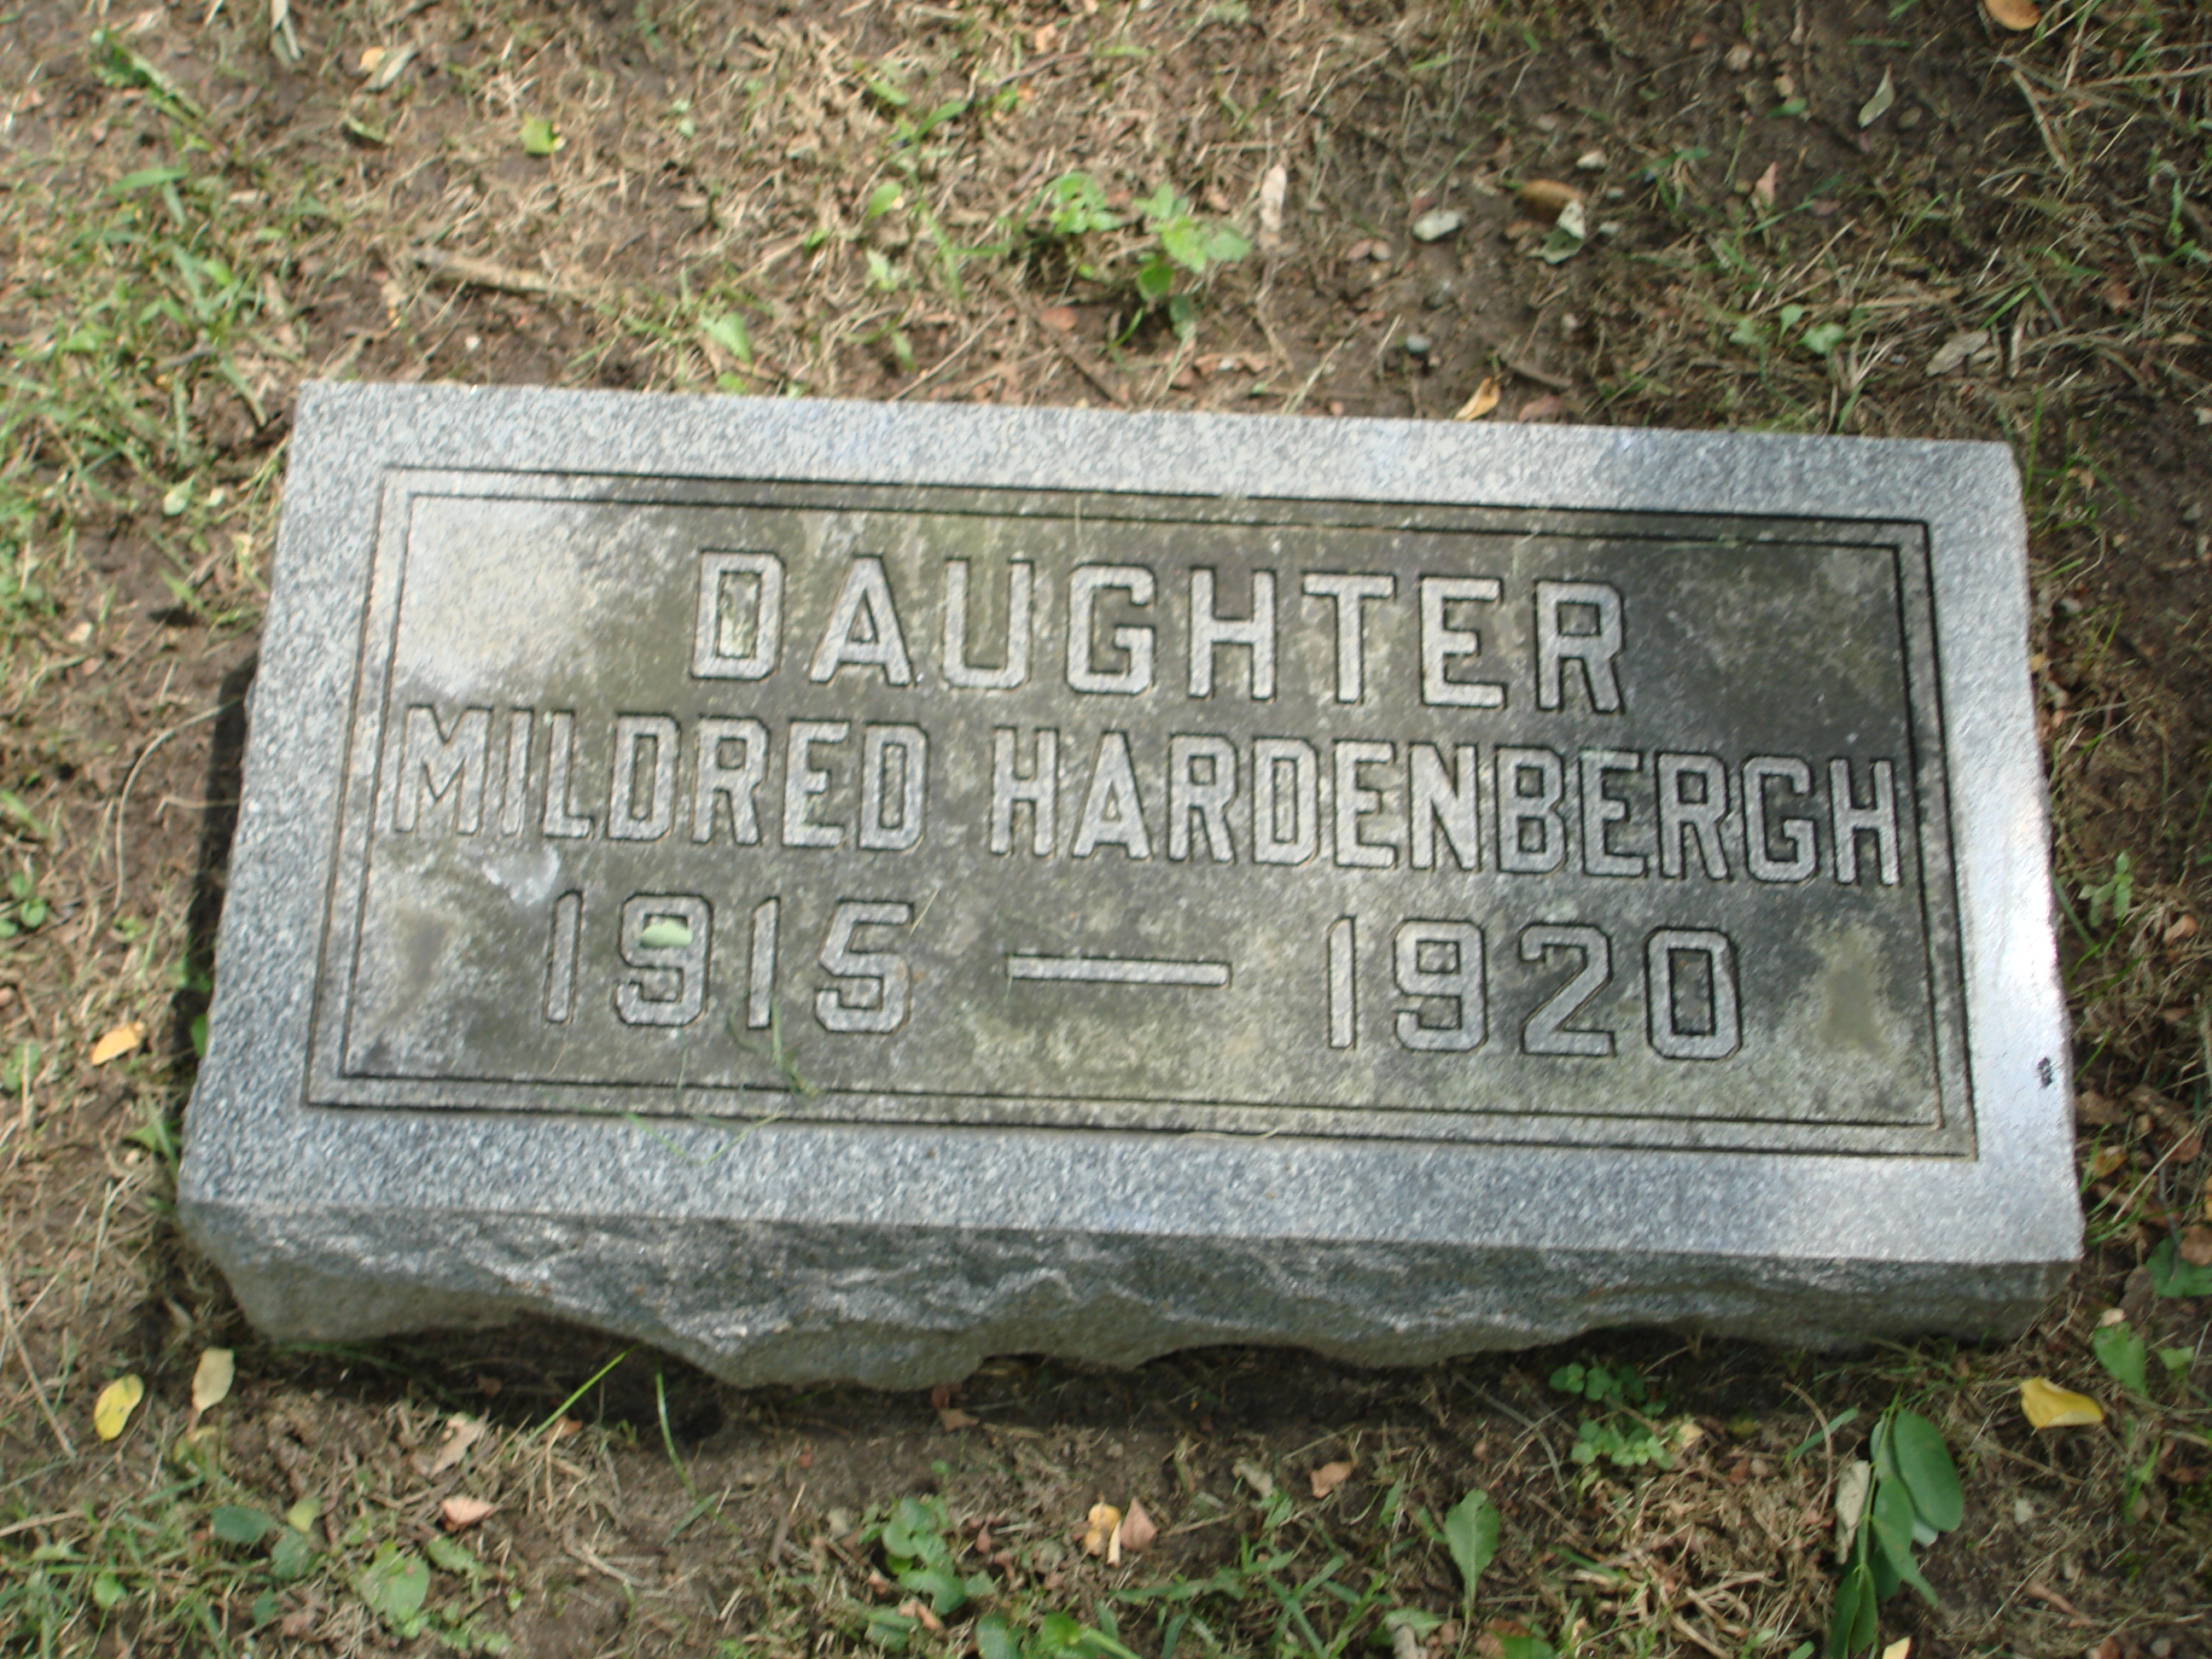 DAUGHTER
MILDRED HARDENBERGH
1915 — 1920